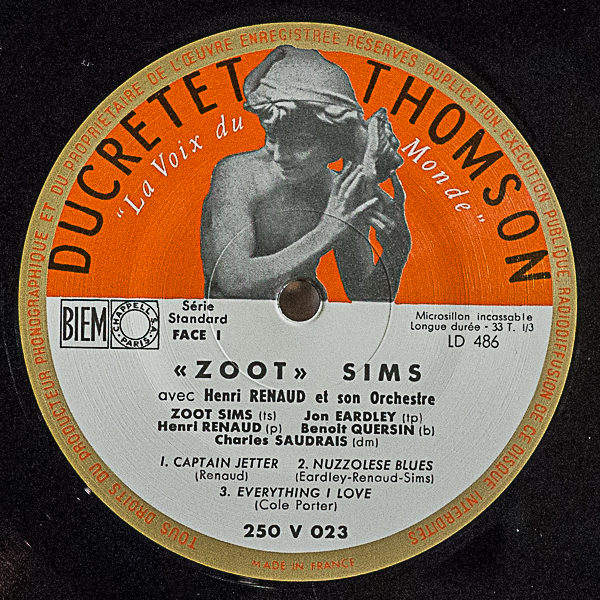 TOUS DROITS DU PRODUCTEUR PHONOGRAPHIQUE ET DU PROPRIETAIRE DE L'ŒUVRE ENREGISTRÉE RÉSERVÉS DUPLICATION, EXÉCUTION PUBLIQUE RADIODIFFUSION DE CE DISQUE INTERDITES
DUCRETET THOMSON
"La Voix du Monde"
BIEM
CHAPPELL S.A.
PARIS
Série
Standard
FACE 1
Microsillon incassable
Longue durée - 33 T. 1/3
LD 486
«ZOOT» SIMS
avec Henri RENAUD et son Orchestre
ZOOT SIMS (ts) Jon EARDLEY (tp)
Henri RENAUD (p) Benoit QUERSIN (b)
Charles SAUDRAIS (dm)
1. CAPTAIN JETTER 2. NUZZOLESE BLUES
(Renaud) (Eardley-Renaud-Sims)
3. EVERYTHING I LOVE
(Cole Porter)
250 V 023
MADE IN FRANCE